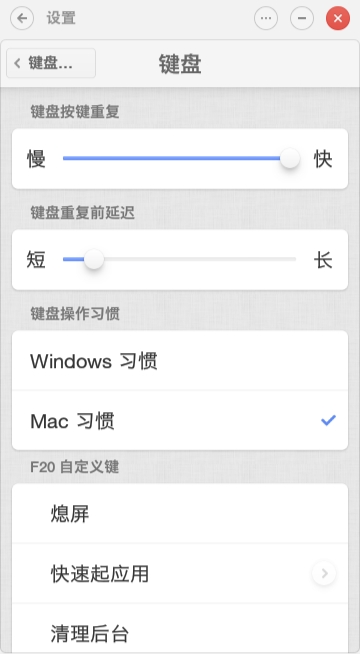 设置
键盘...
键盘
键盘按键重复
慢
快
键盘重复前延迟
短
长
键盘操作习惯
Windows 习惯
Mac 习惯
F20 自定义键
熄屏
快速起应用
清理后台